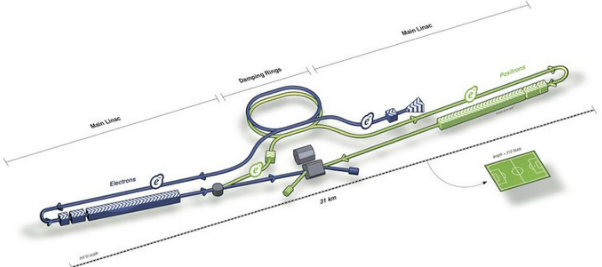 Main Linac
Damping Rings
Main Linac
Positrons
e
e
e
Electrons
e
31 km